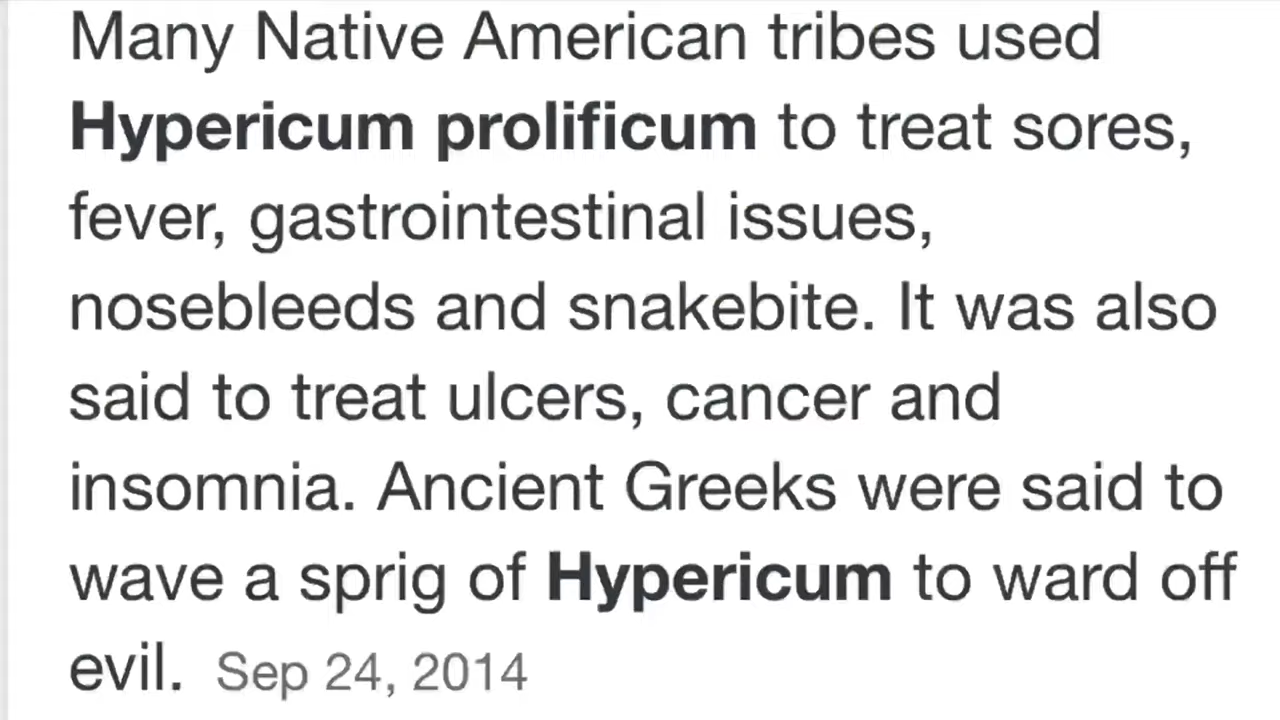 Many Native American tribes used
Hypericum prolificum to treat sores,
fever, gastrointestinal issues,
nosebleeds and snakebite. It was also
said to treat ulcers, cancer and
insomnia. Ancient Greeks were said to
wave a sprig of Hypericum to ward off
evil. Sep 24, 2014